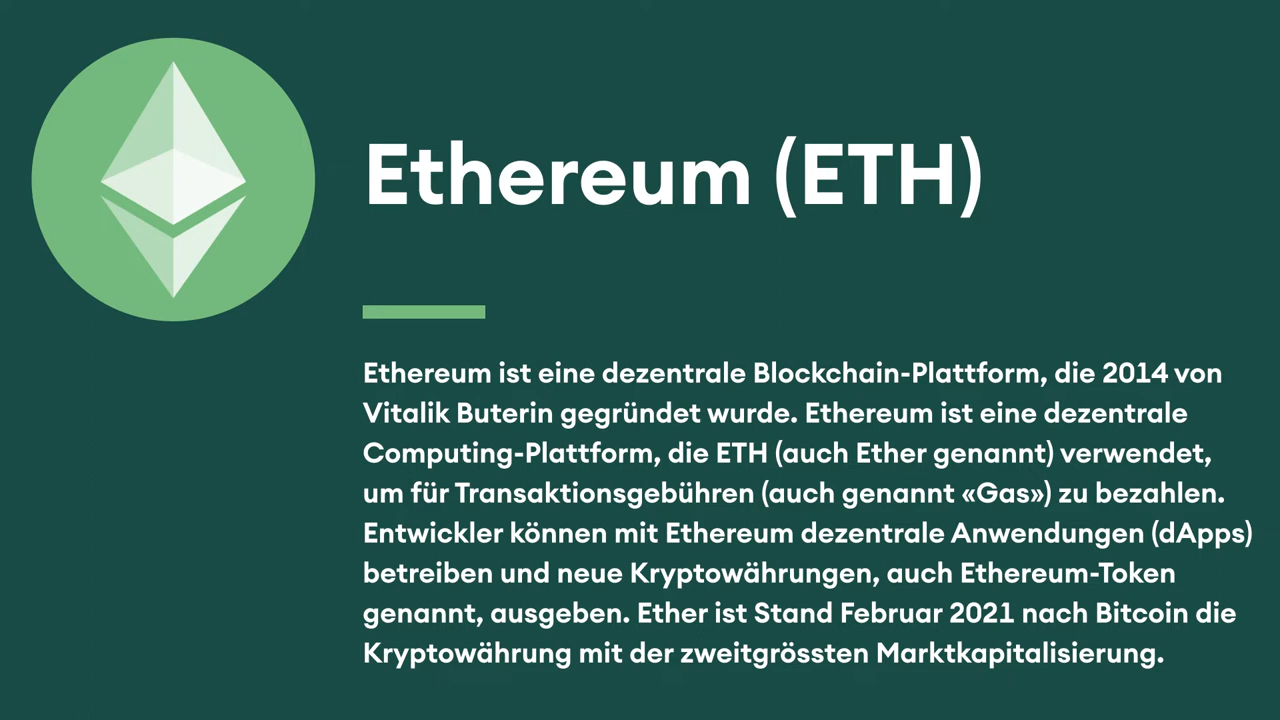 Ethereum (ETH)
Ethereum ist eine dezentrale Blockchain-Plattform, die 2014 von
Vitalik Buterin gegründet wurde. Ethereum ist eine dezentrale
Computing-Plattform, die ETH (auch Ether genannt) verwendet,
um für Transaktionsgebühren (auch genannt «Gas») zu bezahlen.
Entwickler können mit Ethereum dezentrale Anwendungen (dApps)
betreiben und neue Kryptowährungen, auch Ethereum-Token
genannt, ausgeben. Ether ist Stand Februar 2021 nach Bitcoin die
Kryptowährung mit der zweitgrössten Marktkapitalisierung.